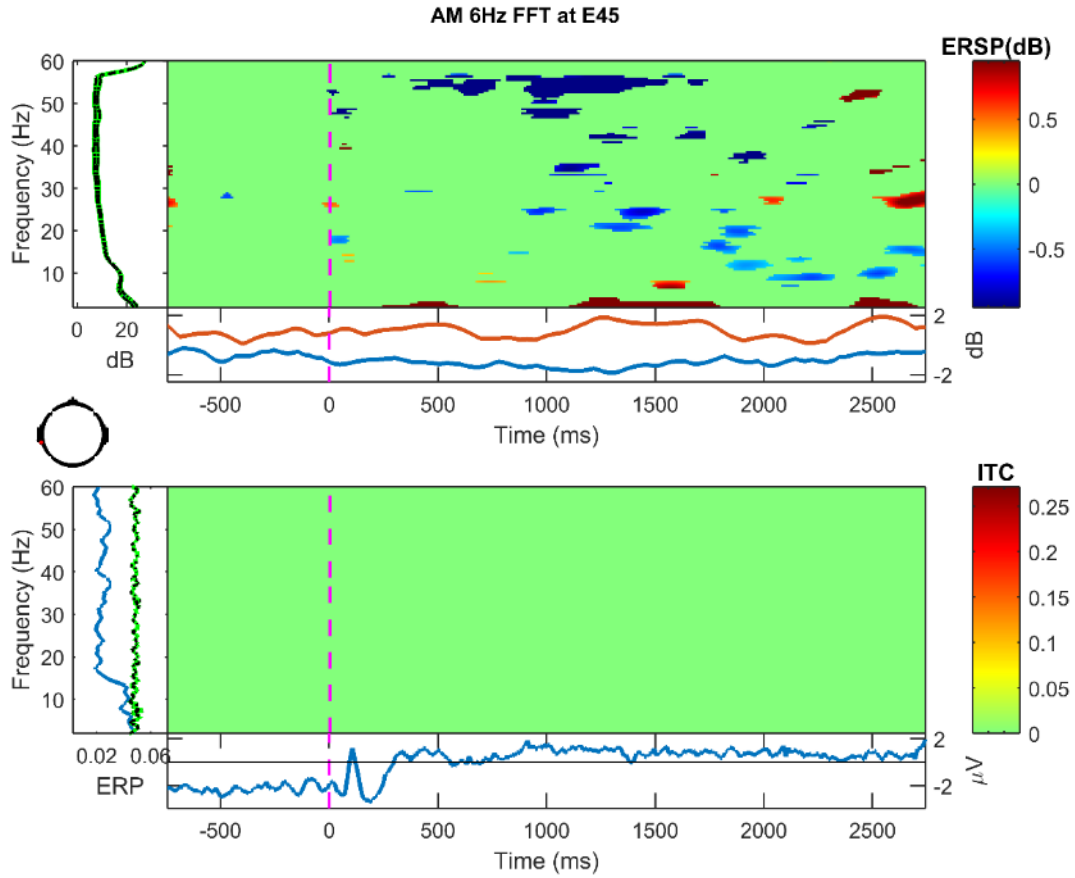 AM 6Hz FFT at E45
ERSP(dB)
60
50
40
30
20
10
Frequency (Hz)
0.5
0
-0.5
0 20
dB
2
-2
dB
-500 0 500 1000 1500 2000 2500
Time (ms)
ITC
60
50
40
30
20
10
Frequency (Hz)
0.25
0.2
0.15
0.1
0.05
0
0.02 0.06
ERP
2
-2
μV
-500 0 500 1000 1500 2000 2500
Time (ms)